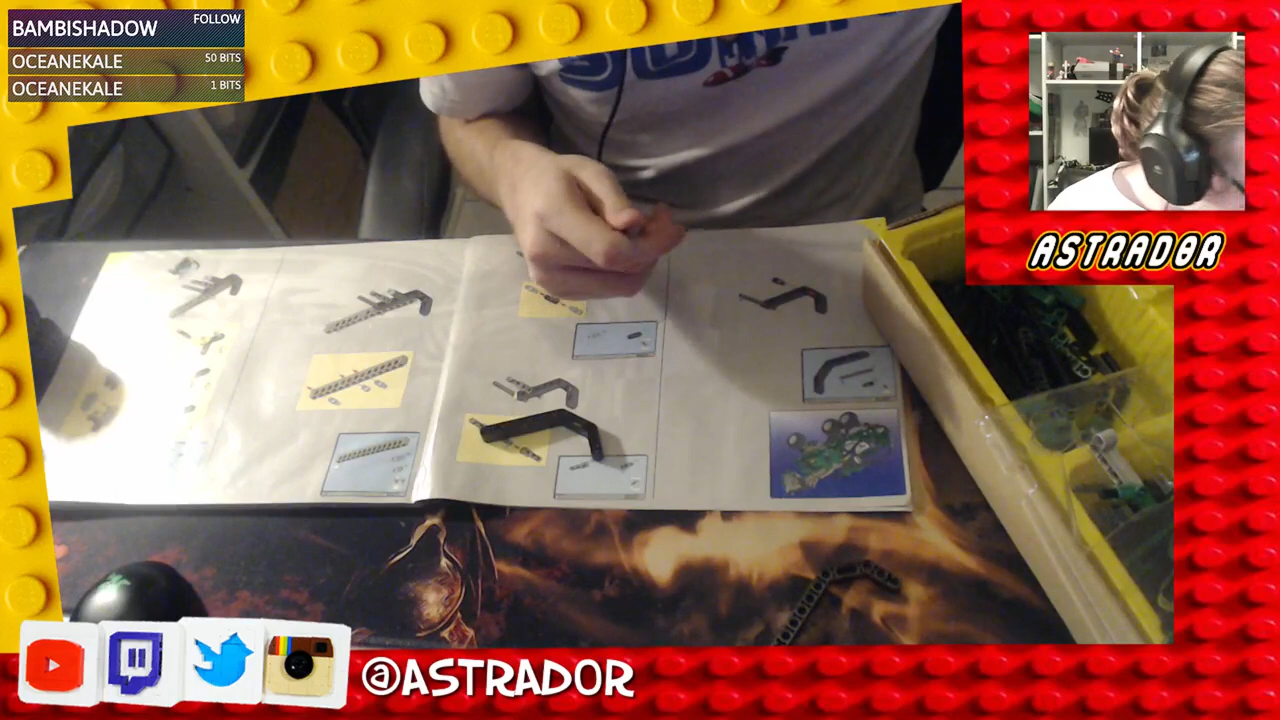 BAMBISHADOW FOLLOW
OCEANEKALE 50 BITS
OCEANEKALE 1 BITS
ASTRADOR
@ASTRADOR